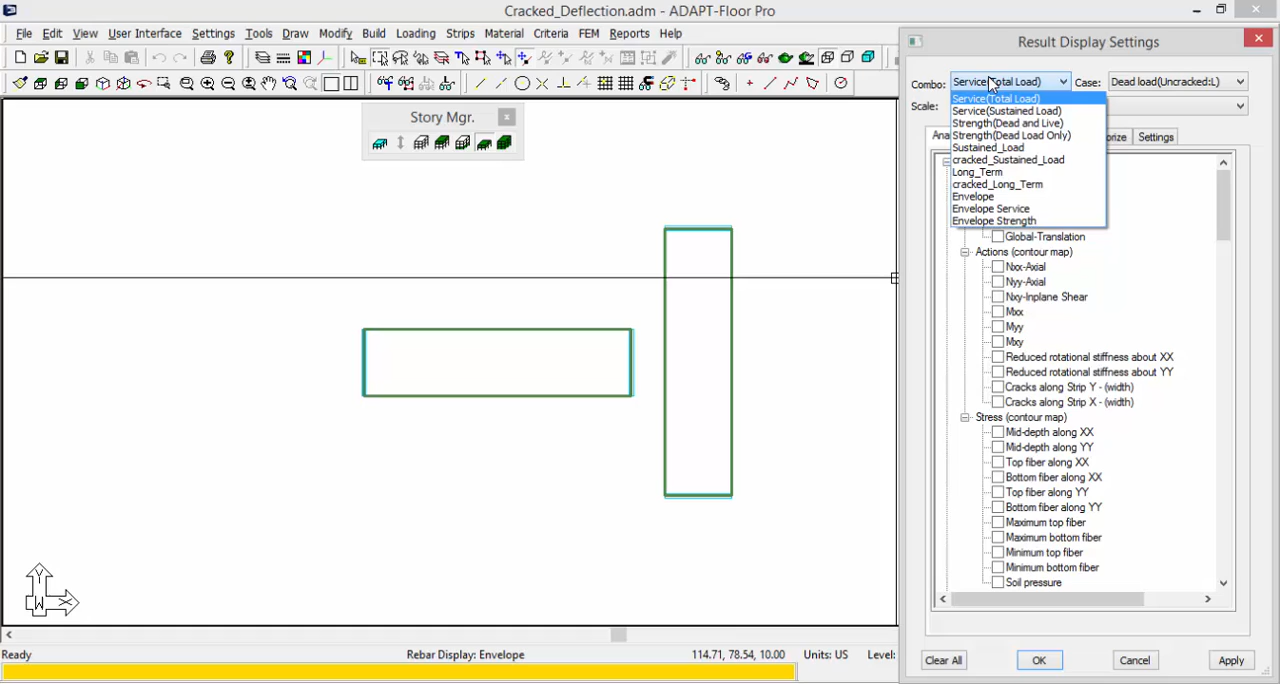 Cracked_Deflection.adm - ADAPT-Floor Pro
File Edit View User Interface Settings Tools Draw Modify Build Loading Strips Material Criteria FEM Reports Help
Story Mgr.
Result Display Settings
Combo: Service(Total Load) Case: Dead load(Uncracked:L)
Scale:
Service(Total Load)
Service(Sustained Load)
Strength(Dead and Live)
Strength(Dead Load Only)
Sustained_Load
cracked_Sustained_Load
Long_Term
cracked_Long_Term
Envelope
Envelope Service
Envelope Strength
Settings
Global-Translation
Actions (contour map)
Nxx-Axial
Nyy-Axial
Nxy-Inplane Shear
Mxx
Myy
Mxy
Reduced rotational stiffness about XX
Reduced rotational stiffness about YY
Cracks along Strip Y - (width)
Cracks along Strip X - (width)
Stress (contour map)
Mid-depth along XX
Mid-depth along YY
Top fiber along XX
Bottom fiber along XX
Top fiber along YY
Bottom fiber along YY
Maximum top fiber
Maximum bottom fiber
Minimum top fiber
Minimum bottom fiber
Soil pressure
Clear All OK Cancel Apply
Y
W X
Ready Rebar Display: Envelope 114.71, 78.54, 10.00 Units: US Level: